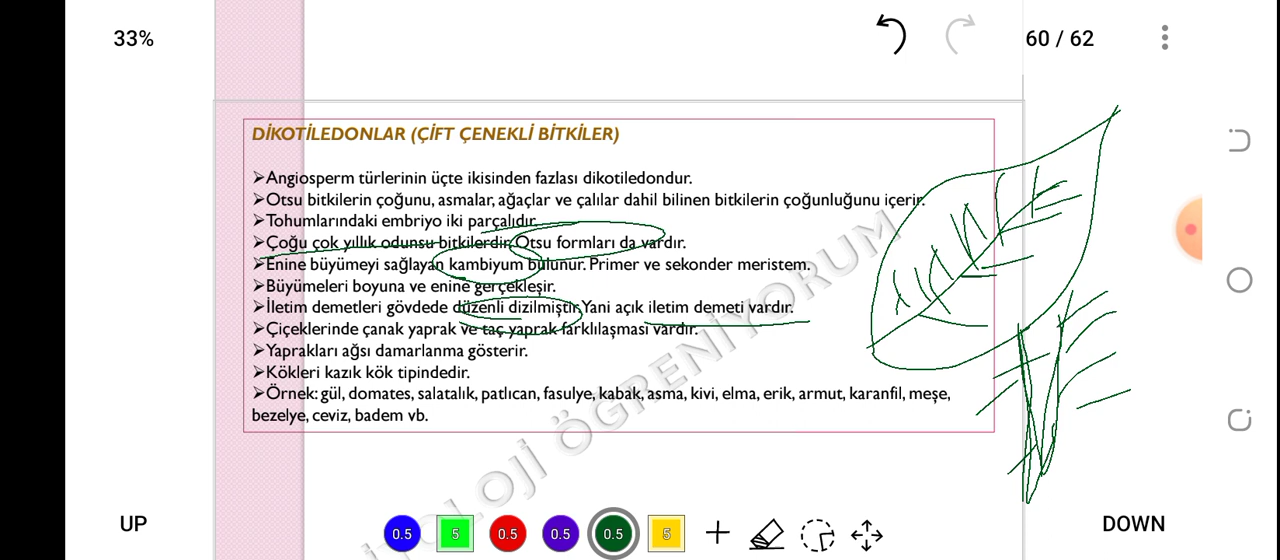 33%
60 / 62
DİKOTİLEDONLAR (ÇİFT ÇENEKLİ BİTKİLER)
➢Angiosperm türlerinin üçte ikisinden fazlası dikotiledondur.
➢Otsu bitkilerin çoğunu, asmalar, ağaçlar ve çalılar dahil bilinen bitkilerin çoğunluğunu içerir.
➢Tohumlarındaki embriyo iki parçalıdır.
➢Çoğu çok yıllık odunsu bitkilerdir. Otsu formları da vardır.
➢Enine büyümeyi sağlayan kambiyum bulunur. Primer ve sekonder meristem.
➢Büyümeleri boyuna ve enine gerçekleşir.
➢İletim demetleri gövdede düzenli dizilmiştir. Yani açık iletim demeti vardır.
➢Çiçeklerinde çanak yaprak ve taç yaprak farklılaşması vardır.
➢Yaprakları ağsı damarlanma gösterir.
➢Kökleri kazık kök tipindedir.
➢Örnek: gül, domates, salatalık, patlıcan, fasulye, kabak, asma, kivi, elma, erik, armut, karanfil, meşe,
bezelye, ceviz, badem vb.
ÖĞRENİYORUM
UP
0.5 5 0.5 0.5 0.5 5
DOWN